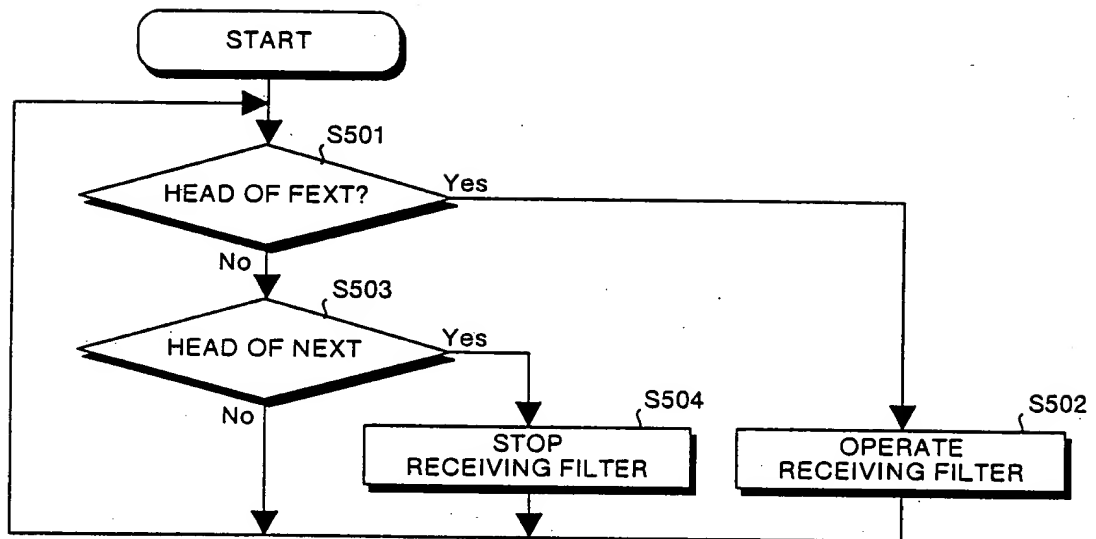 START
S501
HEAD OF FEXT?
Yes
No
S503
HEAD OF NEXT
Yes
No
S504
STOP
RECEIVING FILTER
S502
OPERATE
RECEIVING FILTER